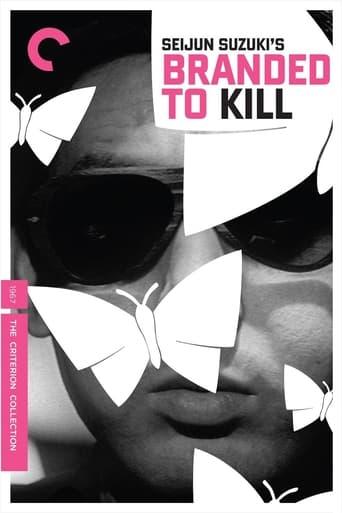 SEIJUN SUZUKI'S
BRANDED
TO KILL
1967
THE CRITERION COLLECTION